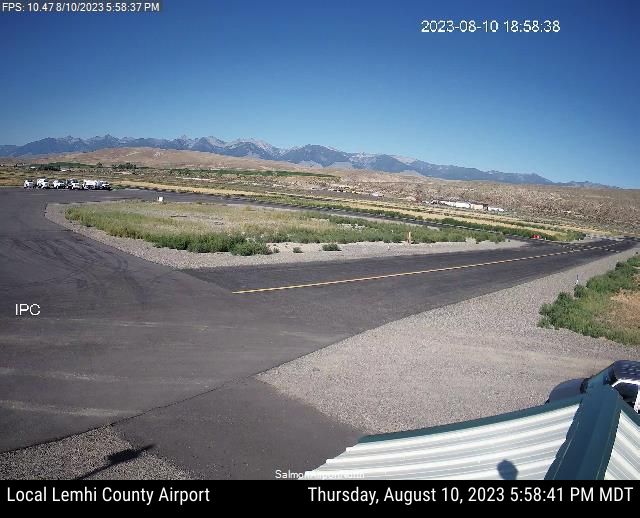 FPS: 10.47 8/10/2023 5:58:37 PM
2023-08-10 18:58:38
IPC
Local Lemhi County Airport
Thursday, August 10, 2023 5:58:41 PM MDT